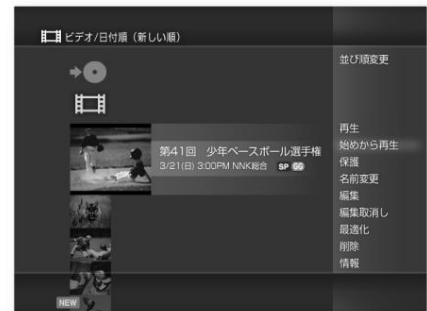 ビデオ/日付順（新しい順）
並び順変更
第41回　少年ベースボール選手権
3/21(日) 3:00PM NNK総合 SP GG
再生
始めから再生
保護
名前変更
編集
編集取消し
最適化
削除
情報
NEW